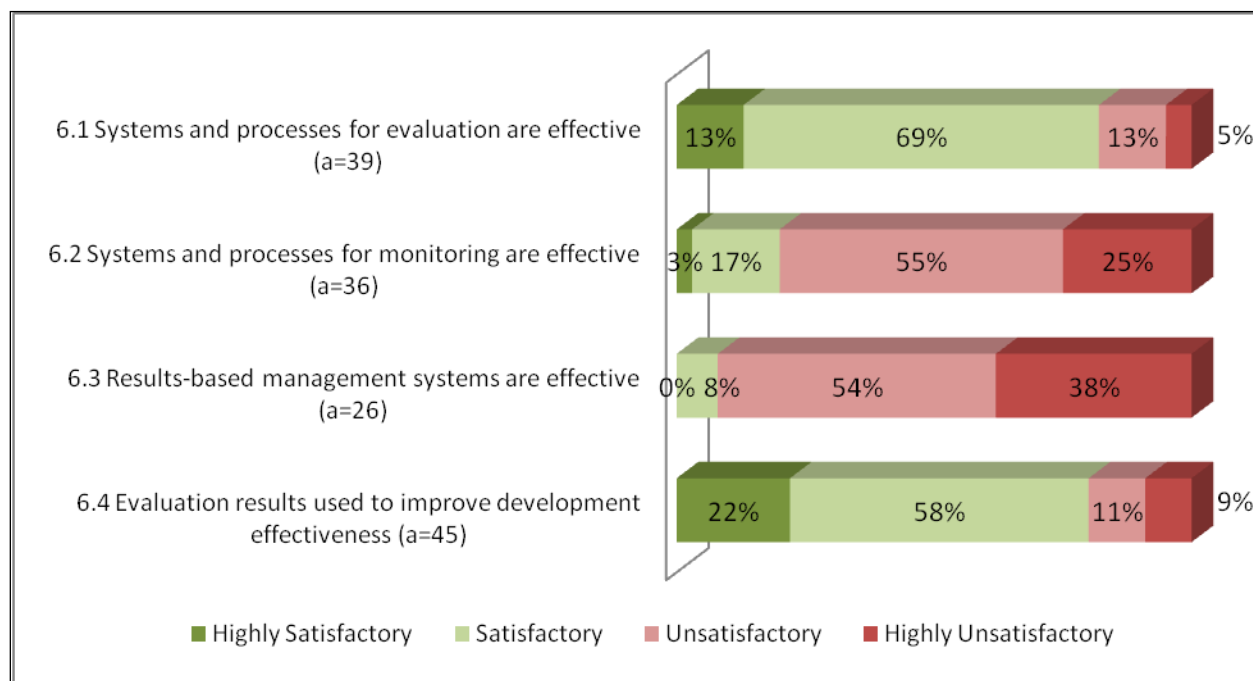 6.1 Systems and processes for evaluation are effective
(a=39)
13%
69%
13%
5%
6.2 Systems and processes for monitoring are effective
(a=36)
3%
17%
55%
25%
6.3 Results-based management systems are effective
(a=26)
0%
8%
54%
38%
6.4 Evaluation results used to improve development
effectiveness (a=45)
22%
58%
11%
9%
Highly Satisfactory
Satisfactory
Unsatisfactory
Highly Unsatisfactory